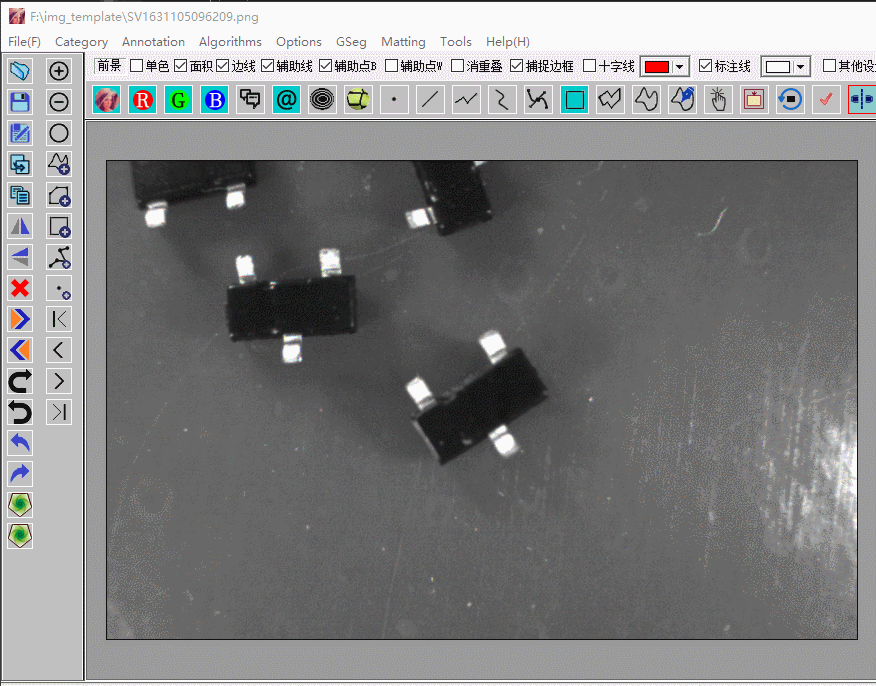 F:\img_template\SV1631105096209.png
File(F) Category Annotation Algorithms Options GSeg Matting Tools Help(H)
前景 单色 面积 边线 辅助线 辅助点B 辅助点W 消重叠 捕捉边框 十字线 标注线 其他设
R G B @